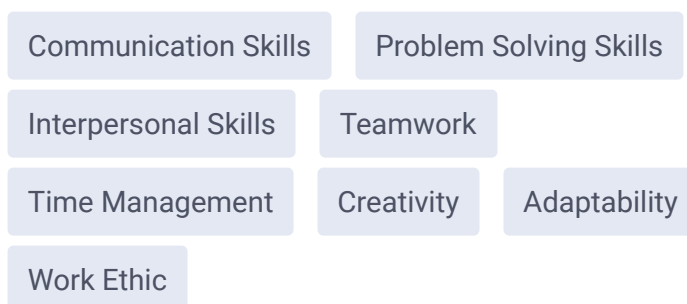 Communication Skills Problem Solving Skills
Interpersonal Skills Teamwork
Time Management Creativity Adaptability
Work Ethic